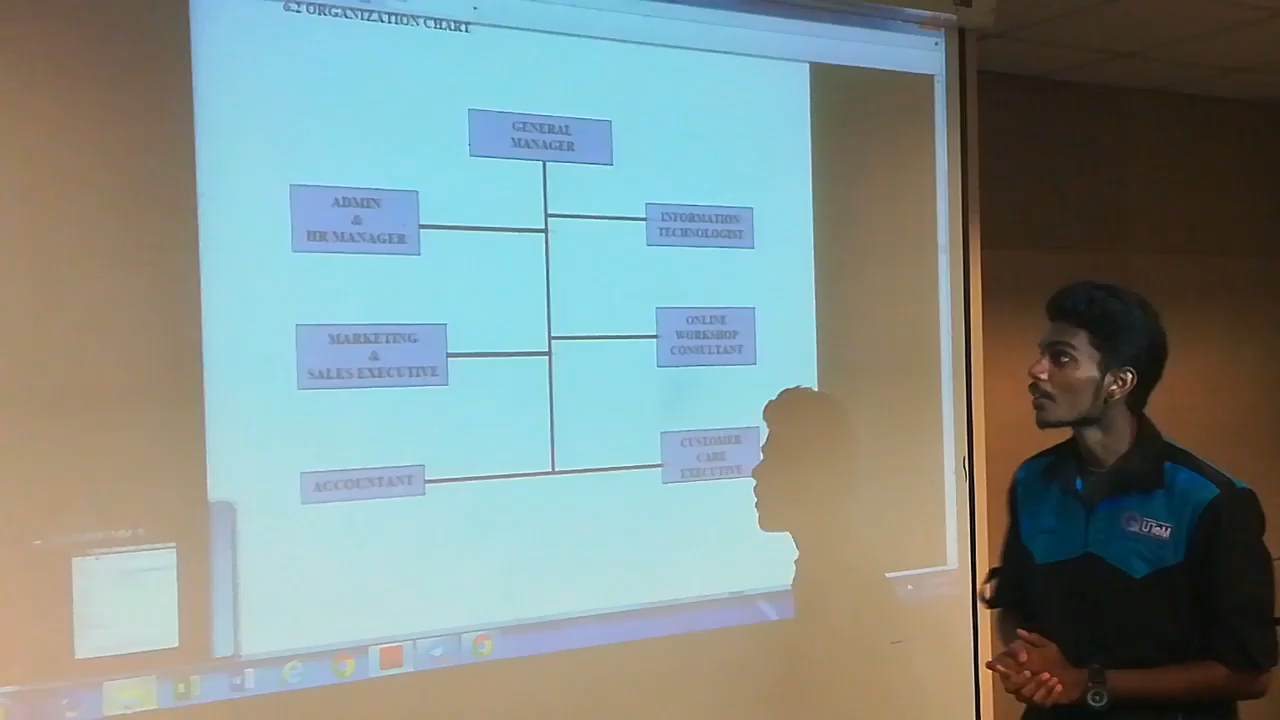 6.2 ORGANIZATION CHART
GENERAL
MANAGER
ADMIN
&
HR MANAGER
INFORMATION
TECHNOLOGIST
MARKETING
&
SALES EXECUTIVE
ONLINE
WORKSHOP
CONSULTANT
ACCOUNTANT
CUSTOMER
CARE
EXECUTIVE
UTeM